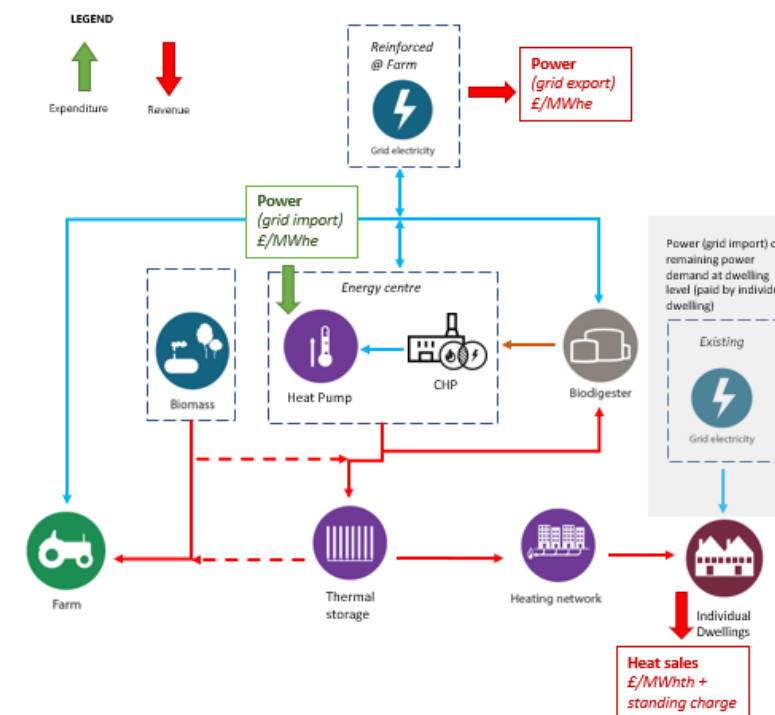 LEGEND
Expenditure
Revenue
Reinforced
@ Farm
Grid electricity
Power
(grid export)
£/MWhe
Power
(grid import)
£/MWhe
Energy centre
Heat Pump
CHP
Biomass
Biodigester
Power (grid import)
remaining power
demand at dwelling
level (paid by
dwelling)
Existing
Grid electricity
Farm
Thermal
storage
Heating network
Individual
Dwellings
Heat sales
£/MWhth +
standing charge